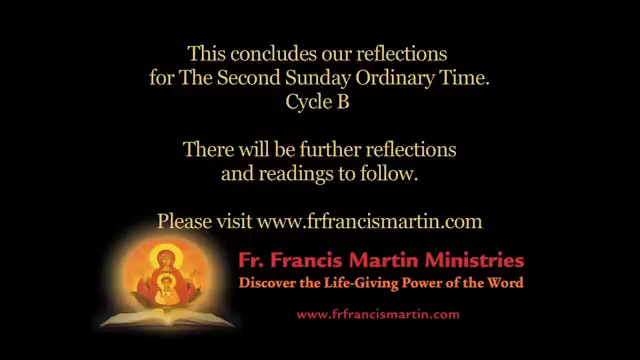 This concludes our reflections
for The Second Sunday Ordinary Time.
Cycle B
There will be further reflections
and readings to follow.
Please visit www.frfrancismartin.com
Fr. Francis Martin Ministries
Discover the Life-Giving Power of the Word
www.frfrancismartin.com